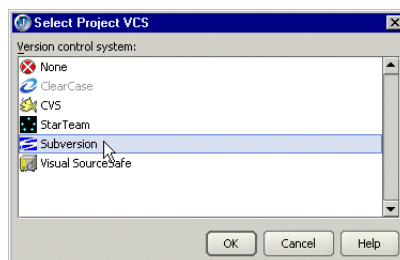 Select Project VCS
Version control system:
None
ClearCase
CVS
StarTeam
Subversion
Visual SourceSafe
OK Cancel Help